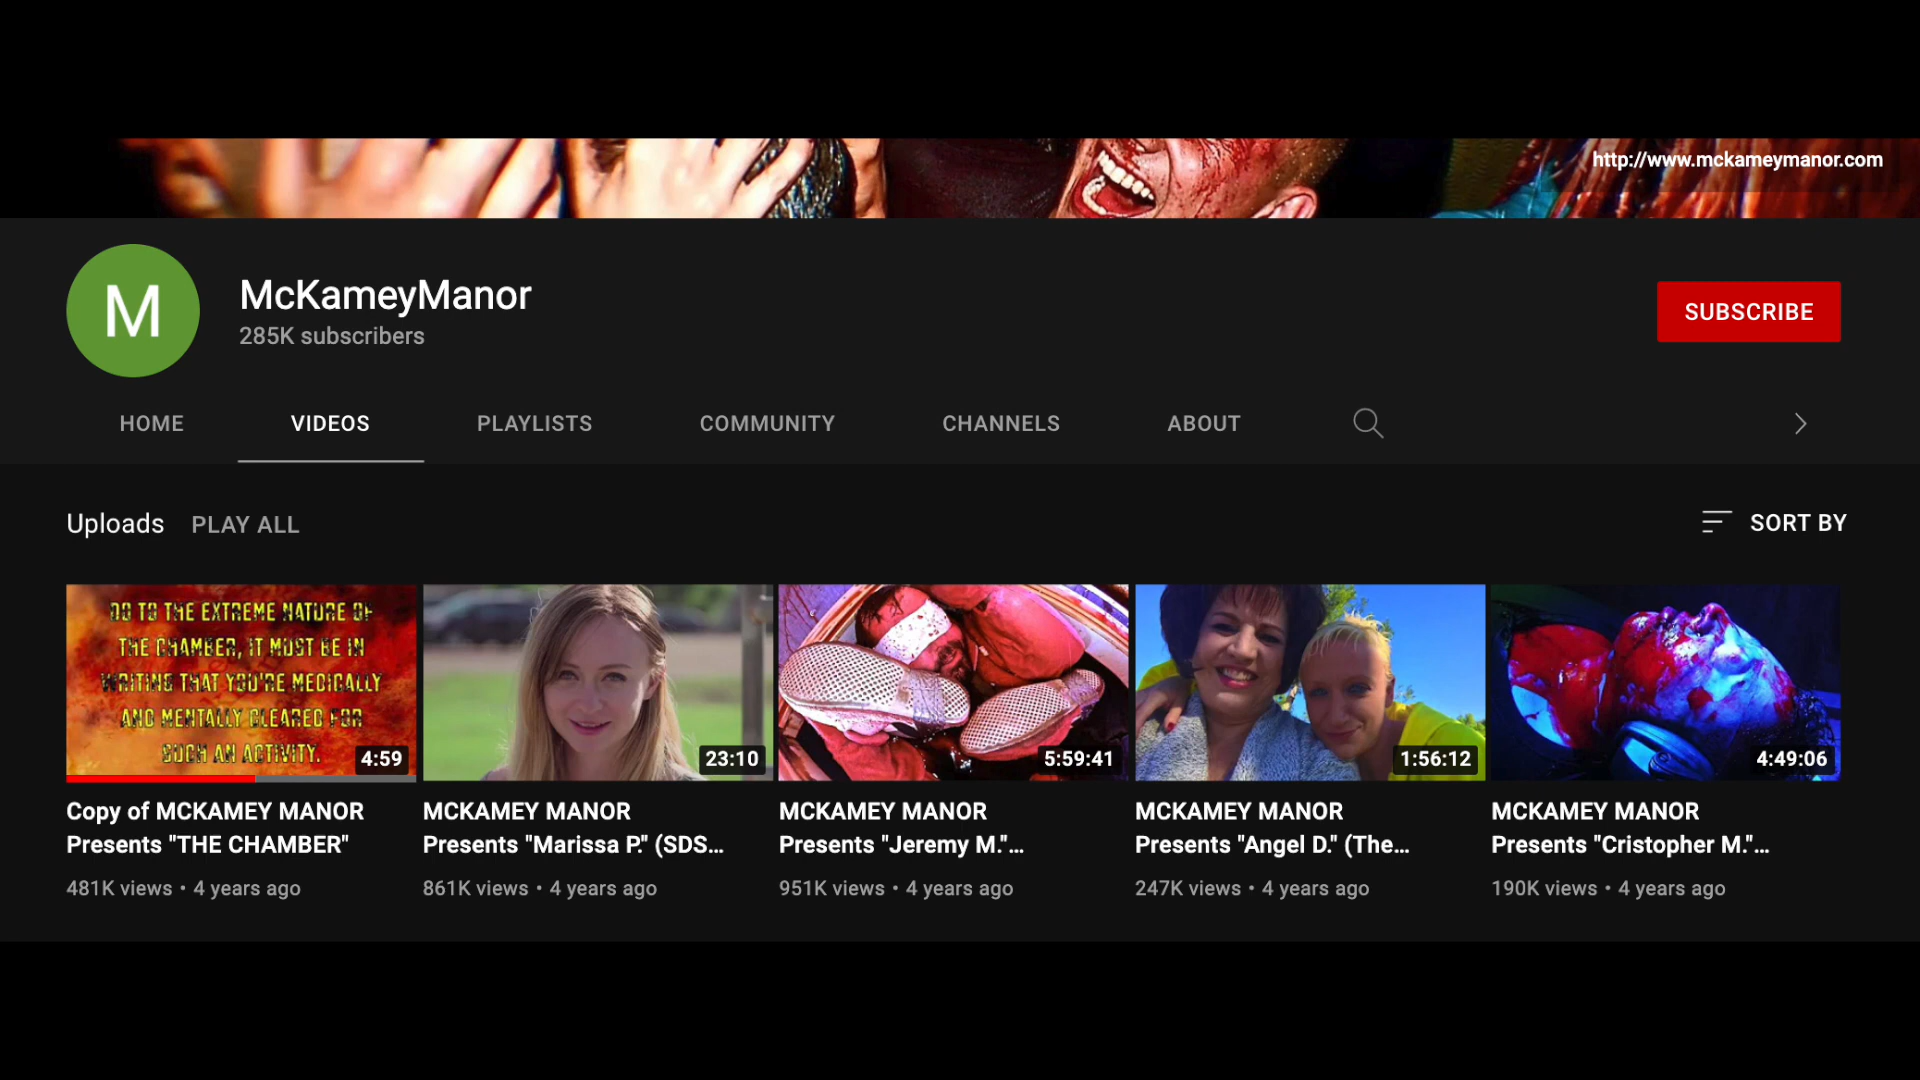 http://www.mckameymanor.com
M
McKameyManor
285K subscribers
SUBSCRIBE
HOME VIDEOS PLAYLISTS COMMUNITY CHANNELS ABOUT
Uploads PLAY ALL
SORT BY
DO TO THE EXTREME NATURE OF
THE CHAMBER, IT MUST BE IN
WRITING THAT YOU'RE MEDICALLY
AND MENTALLY CLEARED FOR
SUCH AN ACTIVITY.
4:59
23:10
5:59:41
1:56:12
4:49:06
Copy of MCKAMEY MANOR
Presents "THE CHAMBER"
481K views • 4 years ago
MCKAMEY MANOR
Presents "Marissa P." (SDS...
861K views • 4 years ago
MCKAMEY MANOR
Presents "Jeremy M."...
951K views • 4 years ago
MCKAMEY MANOR
Presents "Angel D." (The...
247K views • 4 years ago
MCKAMEY MANOR
Presents "Cristopher M."...
190K views • 4 years ago